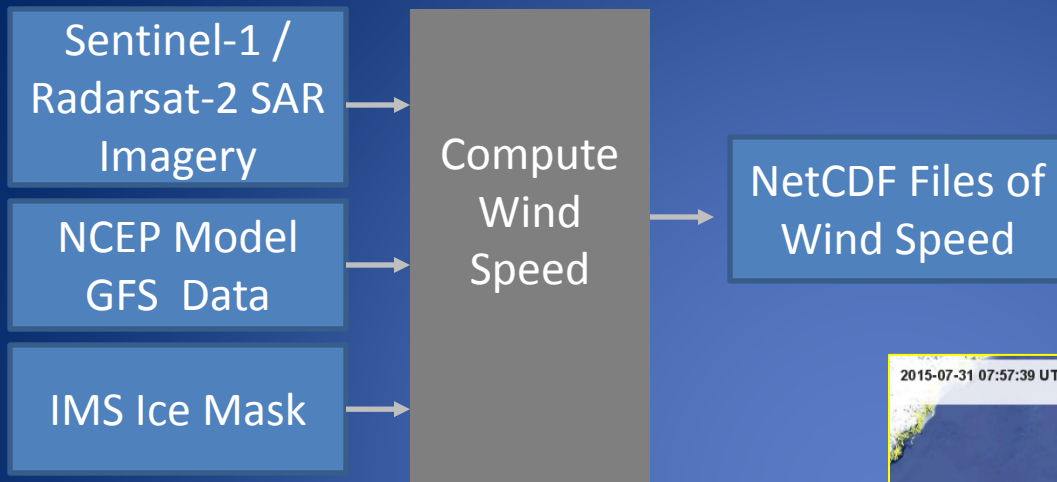 Sentinel-1 /
Radarsat-2 SAR
Imagery
NCEP Model
GFS Data
IMS Ice Mask
Compute
Wind
Speed
NetCDF Files of
Wind Speed
2015-07-31 07:57:39